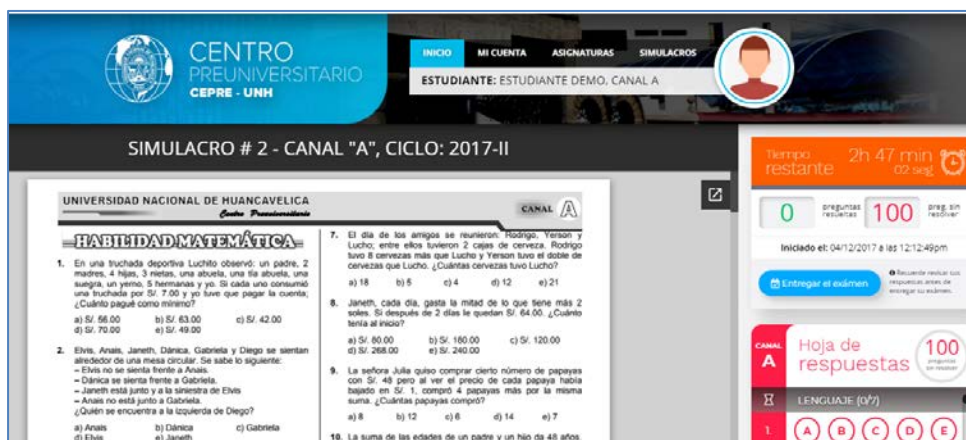 CENTRO
PREUNIVERSITARIO
CEPRE - UNH
INICIO MI CUENTA ASIGNATURAS SIMULACROS
ESTUDIANTE: ESTUDIANTE DEMO, CANAL A
SIMULACRO # 2 - CANAL "A", CICLO: 2017-II
UNIVERSIDAD NACIONAL DE HUANCAVELICA
Centro Preuniversitario
CANAL A
HABILIDAD MATEMÁTICA
1. En una truchada deportiva Luchito observó: un padre, 2
madres, 4 hijas, 3 nietas, una abuela, una tía abuela, una
suegra, un yerno, 5 hermanas y yo. Si cada uno consumió
una truchada por S/. 7.00 y yo tuve que pagar la cuenta;
¿Cuánto pagué como mínimo?
a) S/. 56.00 b) S/. 63.00 c) S/. 42.00
d) S/. 70.00 e) S/. 49.00
2. Elvis, Anais, Janeth, Dánica, Gabriela y Diego se sientan
alrededor de una mesa circular. Se sabe lo siguiente:
– Elvis no se sienta frente a Anais.
– Dánica se sienta frente a Gabriela.
– Janeth está junto y a la siniestra de Elvis
– Anais no está junto a Gabriela.
¿Quién se encuentra a la izquierda de Diego?
a) Anais b) Dánica c) Gabriela
d) Elvis e) Janeth
7. El día de los amigos se reunieron: Rodrigo, Yerson y
Lucho; entre ellos tuvieron 2 cajas de cerveza. Rodrigo
tuvo 8 cervezas más que Lucho y Yerson tuvo el doble de
cervezas que Lucho. ¿Cuántas cervezas tuvo Lucho?
a) 18 b) 5 c) 4 d) 12 e) 21
8. Janeth, cada día, gasta la mitad de lo que tiene más 2
soles. Si después de 2 días le quedan S/. 64.00. ¿Cuánto
tenía al inicio?
a) S/. 80.00 b) S/. 180.00 c) S/. 120.00
d) S/. 268.00 e) S/. 240.00
9. La señora Julia quiso comprar cierto número de papayas
con S/. 48 pero al ver el precio de cada papaya había
bajado en S/. 1, compró 4 papayas más por la misma
suma. ¿Cuántas papayas compró?
a) 8 b) 12 c) 6 d) 14 e) 7
10. La suma de las edades de un padre y un hijo da 48 años.
Tiempo
restante
2h 47 min
02 seg
0 preguntas
resueltas
100 preg. sin
resolver
Iniciado el: 04/12/2017 a las 12:12:49pm
Entregar el exámen
Recuerde revisar sus
respuestas antes de
entregar su exámen.
CANAL
A
Hoja de
respuestas
100
preguntas
sin resolver
LENGUAJE (0/7)
1. A B C D E